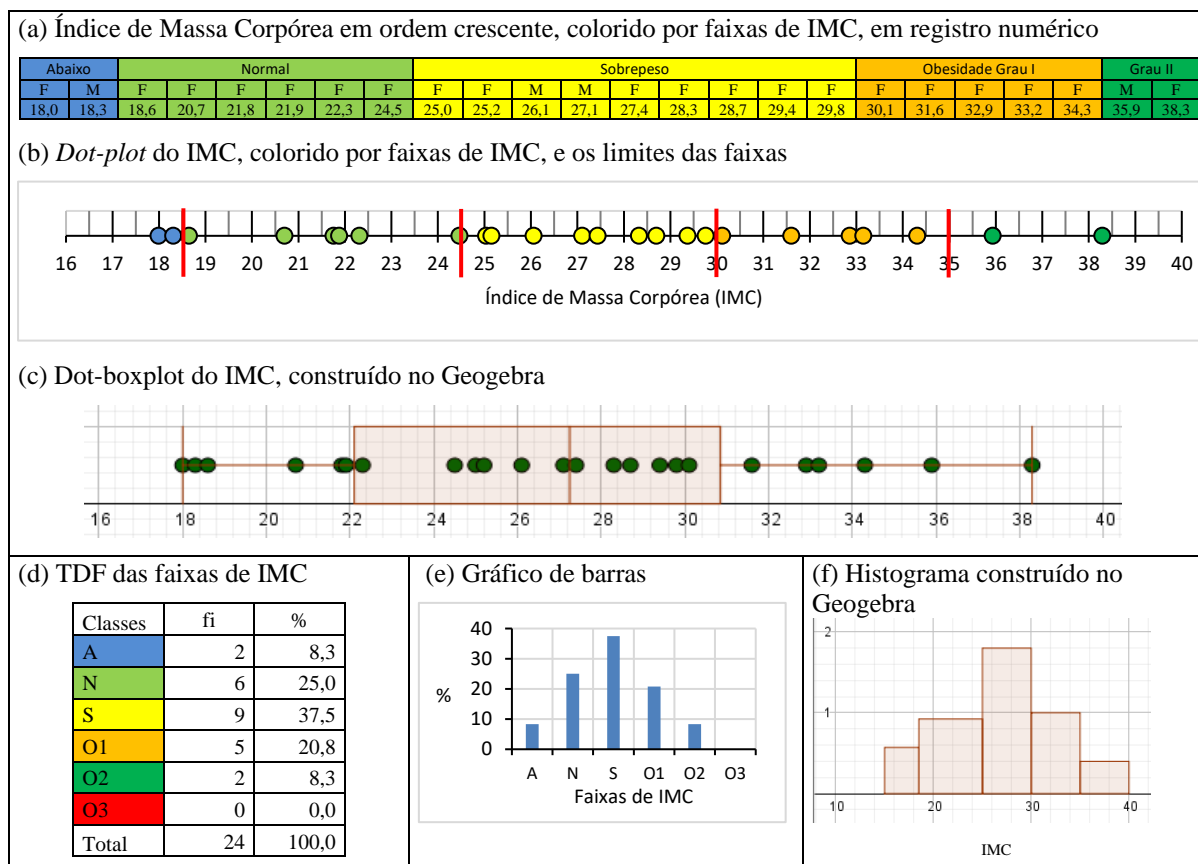 (a) Índice de Massa Corpórea em ordem crescente, colorido por faixas de IMC, em registro numérico
Abaixo Normal Sobrepeso Obesidade Grau I Grau II
F M F F F F F F F F M M F F F F F F F F F F M F
18,0 18,3 18,6 20,7 21,8 21,9 22,3 24,5 25,0 25,2 26,1 27,1 27,4 28,3 28,7 29,4 29,8 30,1 31,6 32,9 33,2 34,3 35,9 38,3
(b) Dot-plot do IMC, colorido por faixas de IMC, e os limites das faixas
16 17 18 19 20 21 22 23 24 25 26 27 28 29 30 31 32 33 34 35 36 37 38 39 40
Índice de Massa Corpórea (IMC)
(c) Dot-boxplot do IMC, construído no Geogebra
16 18 20 22 24 26 28 30 32 34 36 38 40
(d) TDF das faixas de IMC
Classes fi %
A 2 8,3
N 6 25,0
S 9 37,5
O1 5 20,8
O2 2 8,3
O3 0 0,0
Total 24 100,0
(e) Gráfico de barras
40
30
20
10
0
%
A N S O1 O2 O3
Faixas de IMC
(f) Histograma construído no
Geogebra
2
1
10 20 30 40
IMC